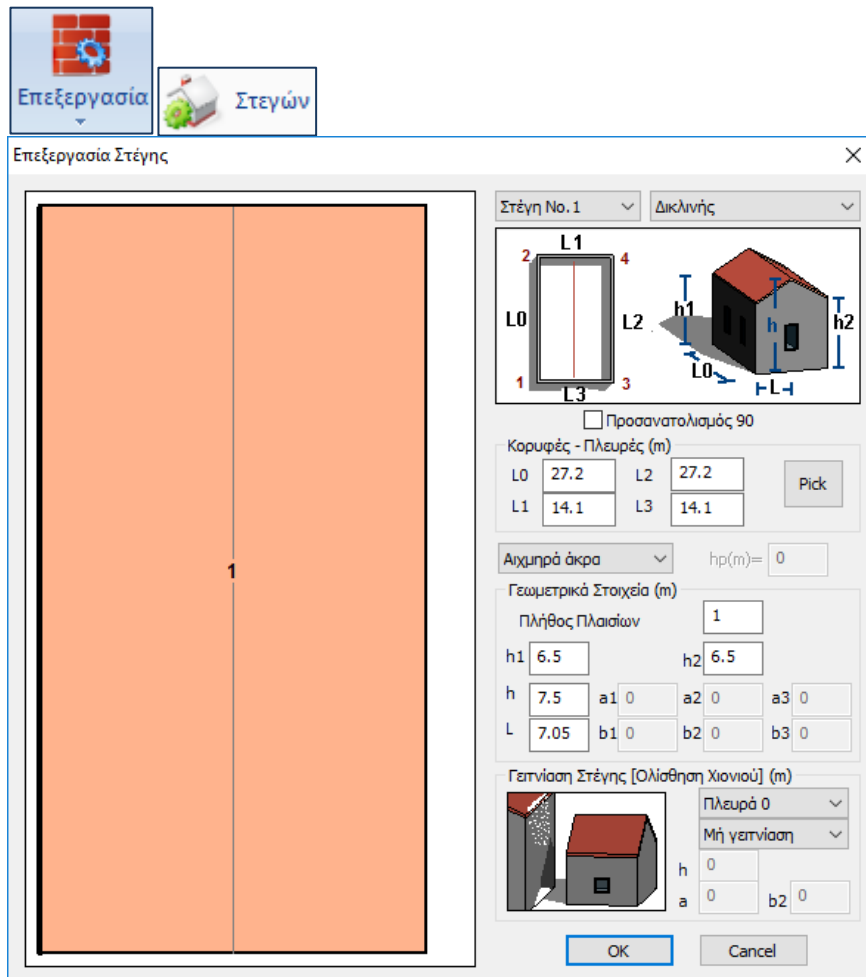 Επεξεργασία
Στεγών
Επεξεργασία Στέγης
1
Στέγη No.1
Δικλινής
L1
2
4
L0
L2
1
3
L3
h1
h
h2
L0
L
Προσανατολισμός 90
Κορυφές - Πλευρές (m)
L0 27.2 L2 27.2
Pick
L1 14.1 L3 14.1
Αιχμηρά άκρα
hp(m)= 0
Γεωμετρικά Στοιχεία (m)
Πλήθος Πλαισίων 1
h1 6.5 h2 6.5
h 7.5 a1 0 a2 0 a3 0
L 7.05 b1 0 b2 0 b3 0
Γειτνίαση Στέγης [Ολίσθηση Χιονιού] (m)
Πλευρά 0
Μή γειτνίαση
h 0
a 0 b2 0
OK
Cancel